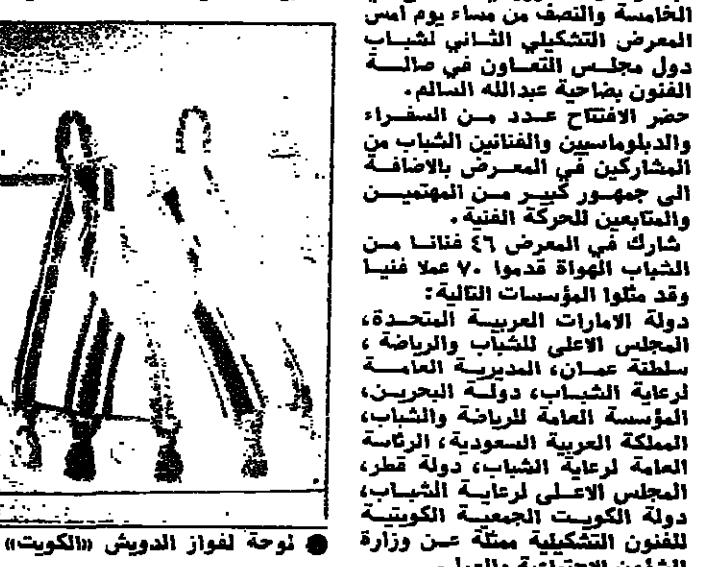 الخامسة والنصف من مساء يوم امس
المعرض التشكيلي الثاني لشباب
دول مجلس التعاون في صالة
الفنون بضاحية عبدالله السالم.
حضر الافتتاح عدد من السفراء
والدبلوماسيين والفنانين الشباب من
المشاركين في المعرض بالاضافة
الى جمهور كبير من المهتمين
والمتابعين للحركة الفنية.
شارك في المعرض ٤٦ فنانا من
الشباب الهواة قدموا ٧٠ عملا فنيا
وقد مثلوا المؤسسات التالية:
دولة الامارات العربية المتحدة،
المجلس الاعلى للشباب والرياضة،
سلطنة عمان، المديرية العامة
لرعاية الشباب، دولة البحرين،
المؤسسة العامة للرياضة والشباب،
المملكة العربية السعودية، الرئاسة
العامة لرعاية الشباب، دولة قطر،
المجلس الاعلى لرعاية الشباب،
دولة الكويت الجمعية الكويتية
للفنون التشكيلية ممثلة عن وزارة
● لوحة لفواز الدويش «الكويت»